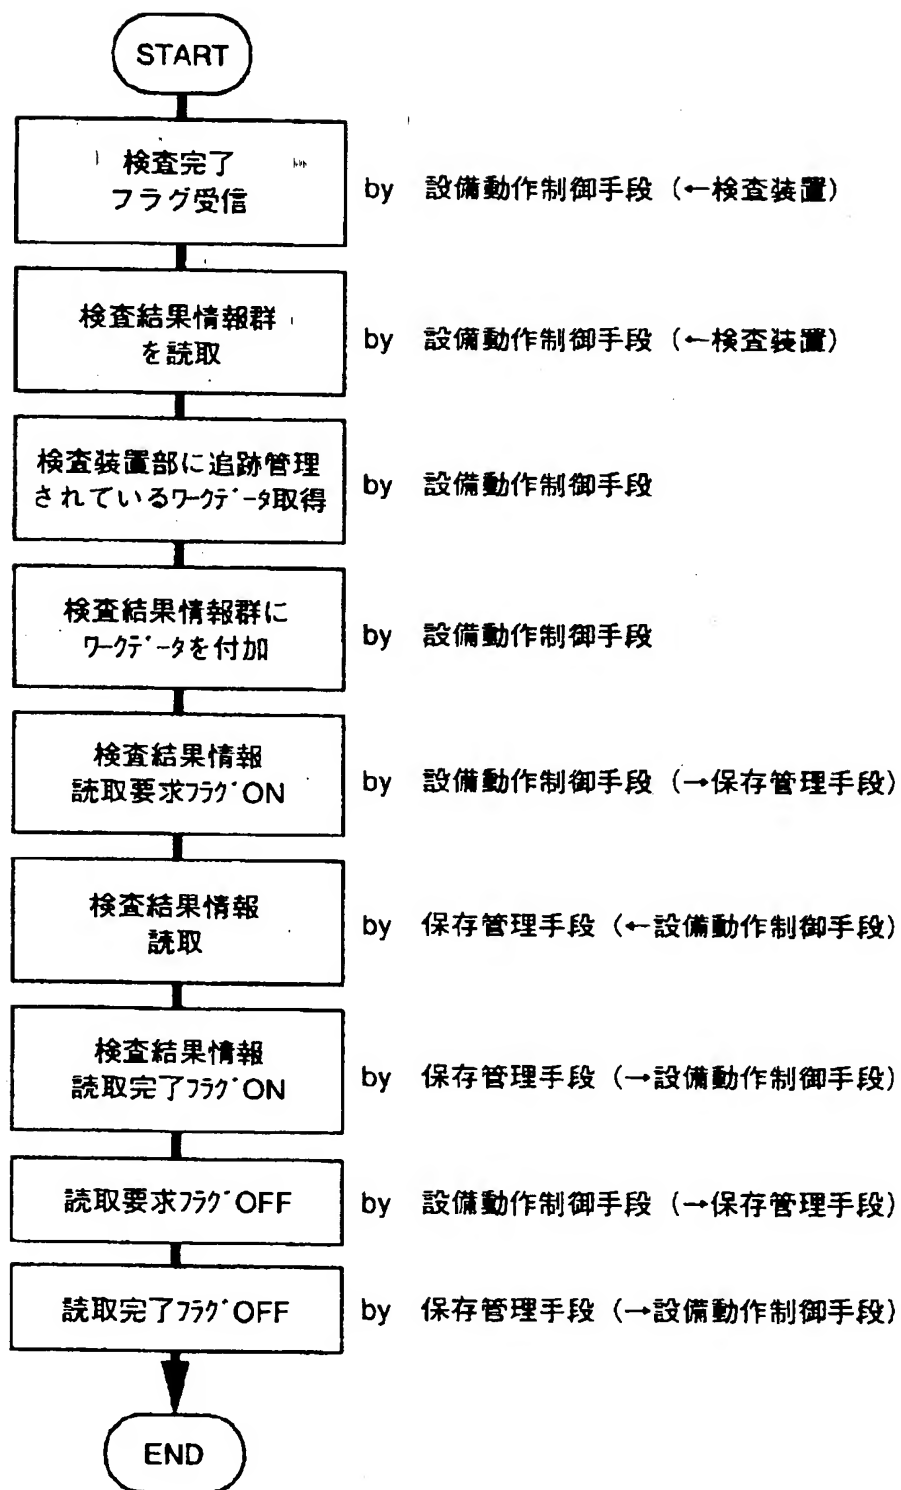 START
検査完了
フラグ受信
by 設備動作制御手段 (←検査装置)
検査結果情報群
を読取
by 設備動作制御手段 (←検査装置)
検査装置部に追跡管理
されているﾜｰｸﾃﾞｰﾀ取得
by 設備動作制御手段
検査結果情報群に
ﾜｰｸﾃﾞｰﾀを付加
by 設備動作制御手段
検査結果情報
読取要求ﾌﾗｸﾞON
by 設備動作制御手段 (→保存管理手段)
検査結果情報
読取
by 保存管理手段 (←設備動作制御手段)
検査結果情報
読取完了ﾌﾗｸﾞON
by 保存管理手段 (→設備動作制御手段)
読取要求ﾌﾗｸﾞOFF
by 設備動作制御手段 (→保存管理手段)
読取完了ﾌﾗｸﾞOFF
by 保存管理手段 (→設備動作制御手段)
END